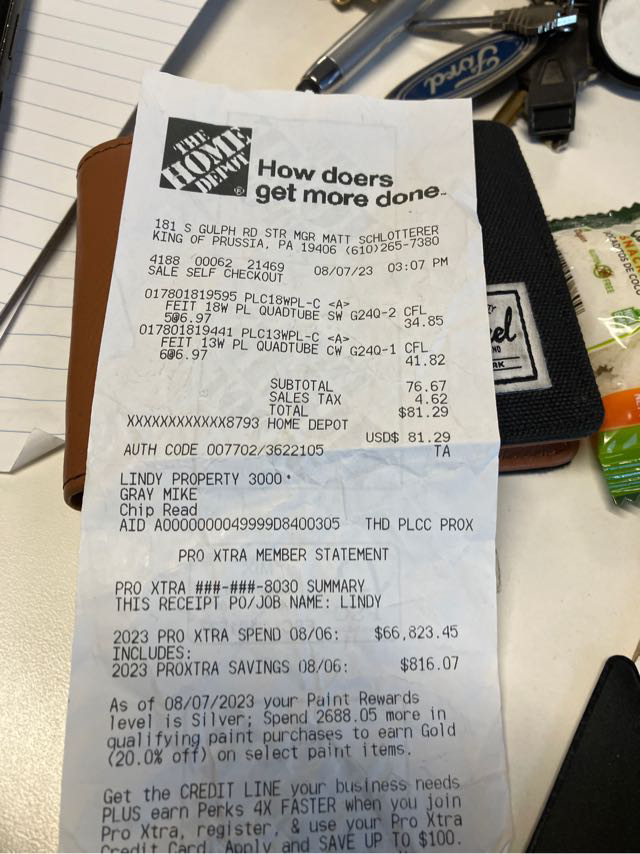 Ford
THE
HOME
DEPOT
®
How doers
get more done™
181 S GULPH RD STR MGR MATT SCHLOTTERER
KING OF PRUSSIA, PA 19406 (610)265-7380
4188 00062 21469 08/07/23 03:07 PM
SALE SELF CHECKOUT
017801819595 PLC18WPL-C <A>
FEIT 18W PL QUADTUBE SW G24Q-2 CFL
5@6.97 34.85
017801819441 PLC13WPL-C <A>
FEIT 13W PL QUADTUBE CW G24Q-1 CFL
6@6.97 41.82
SUBTOTAL 76.67
SALES TAX 4.62
TOTAL $81.29
XXXXXXXXXXXX8793 HOME DEPOT
USD$ 81.29
AUTH CODE 007702/3622105 TA
LINDY PROPERTY 3000
GRAY MIKE
Chip Read
AID A0000000049999D8400305 THD PLCC PROX
PRO XTRA MEMBER STATEMENT
PRO XTRA ###-###-8030 SUMMARY
THIS RECEIPT PO/JOB NAME: LINDY
2023 PRO XTRA SPEND 08/06: $66,823.45
INCLUDES:
2023 PROXTRA SAVINGS 08/06: $816.07
As of 08/07/2023 your Paint Rewards
level is Silver; Spend 2688.05 more in
qualifying paint purchases to earn Gold
(20.0% off) on select paint items.
Get the CREDIT LINE your business needs
PLUS earn Perks 4X FASTER when you join
Pro Xtra, register, & use your Pro Xtra
Credit Card. Apply and SAVE UP TO $100.